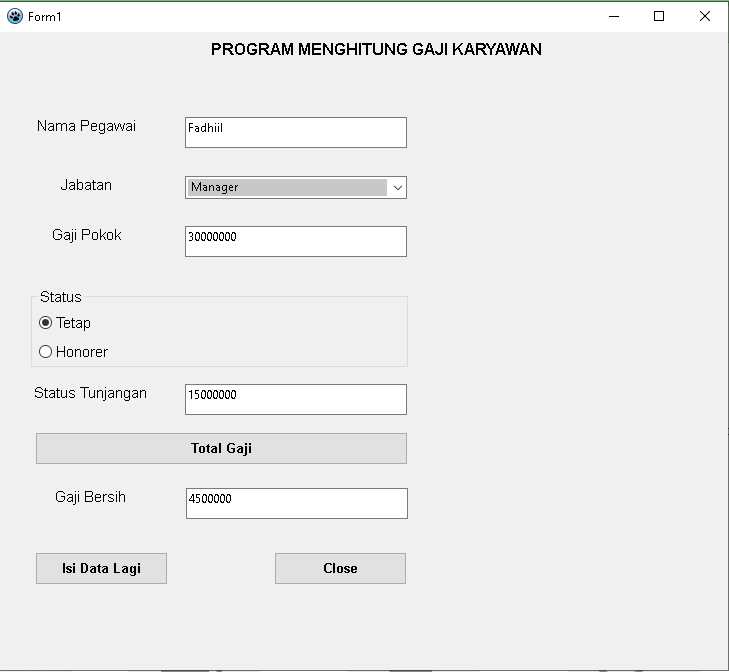 Form1
PROGRAM MENGHITUNG GAJI KARYAWAN
Nama Pegawai
Fadhiil
Jabatan
Manager
Gaji Pokok
30000000
Status
Tetap
Honorer
Status Tunjangan
15000000
Total Gaji
Gaji Bersih
4500000
Isi Data Lagi
Close